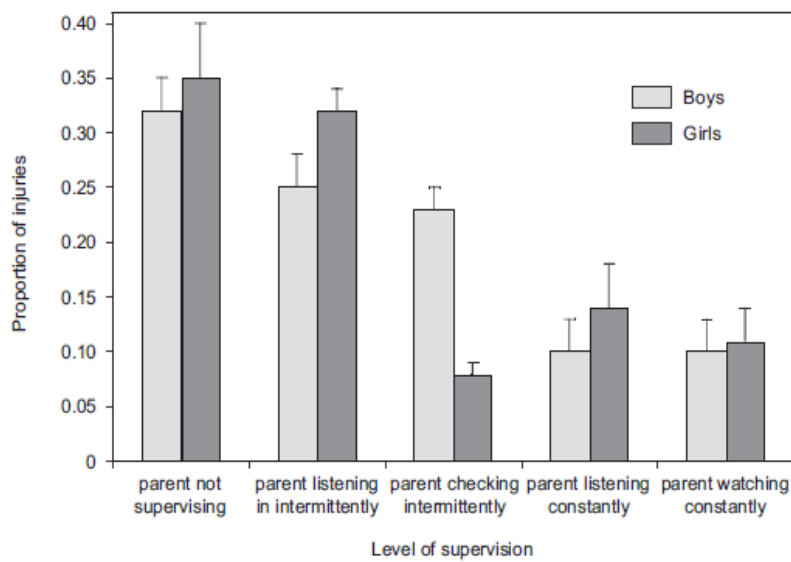 0.40
0.35
0.30
0.25
0.20
0.15
0.10
0.05
0
Proportion of injuries
Boys
Girls
parent not
supervising
parent listening
in intermittently
parent checking
intermittently
parent listening
constantly
parent watching
constantly
Level of supervision